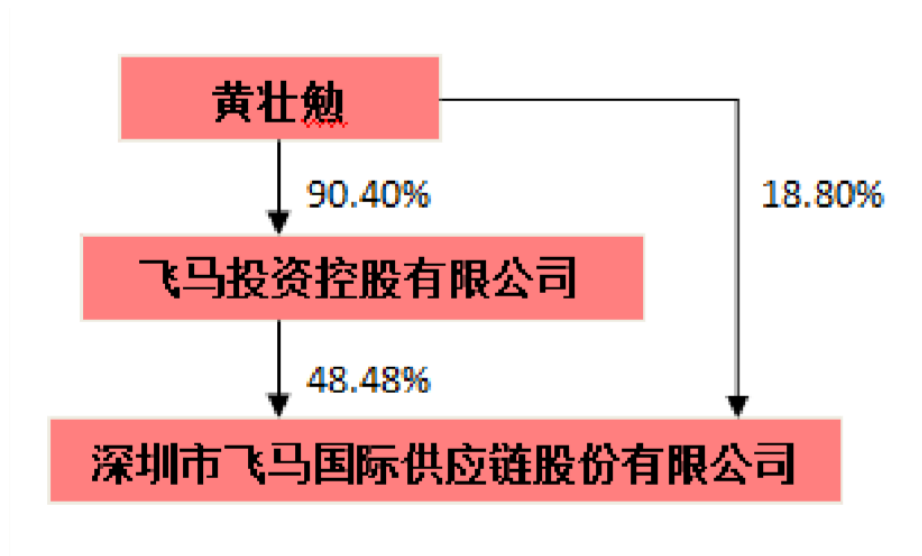 黄壮勉
90.40%
18.80%
飞马投资控股有限公司
48.48%
深圳市飞马国际供应链股份有限公司